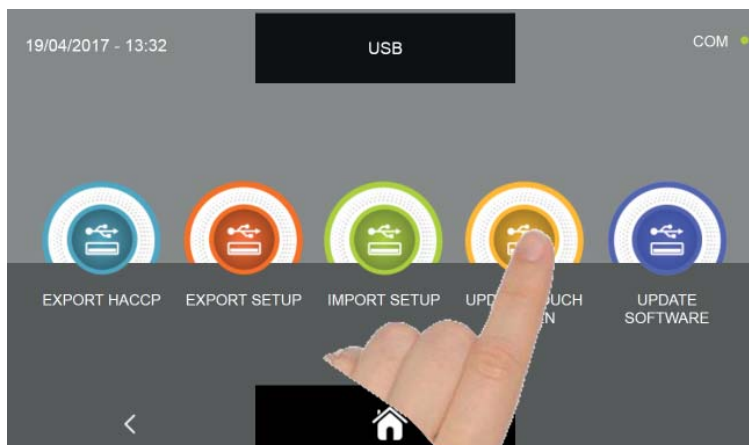 19/04/2017 - 13:32
USB
COM
EXPORT HACCP
EXPORT SETUP
IMPORT SETUP
UPDATE
SOFTWARE